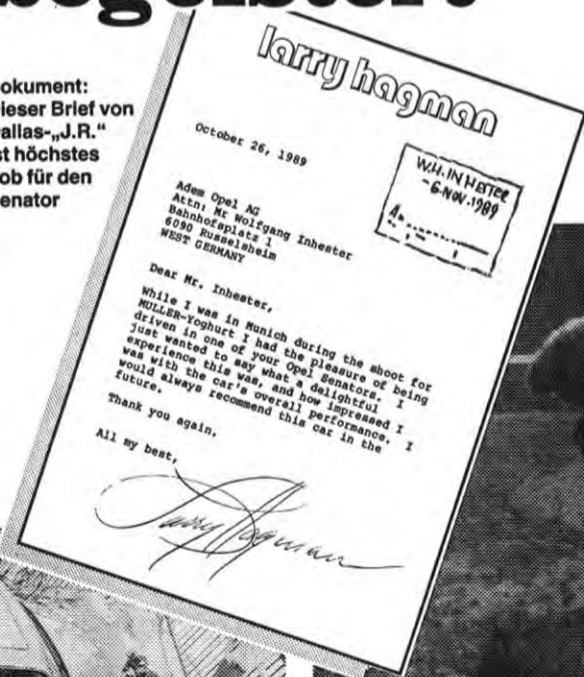 okument:
ieser Brief von
allas-„J.R."
st höchstes
ob für den
enator
larry hagman
October 26, 1989
W.H. INHESTER
-6. NOV. 1989
Adem Opel AG
Attn: Mr Wolfgang Inhester
Bahnhofsplatz 1
6090 Russelsheim
WEST GERMANY
Dear Mr. Inhester,
While I was in Munich during the shoot for
MULLER-Yoghurt I had the pleasure of being
driven in one of your Opel Senators. I
just wanted to say what a delightful
experience this was, and how impressed I
was with the car's overall performance. I
would always recommend this car in the
future.
Thank you again.
All my best,
Larry Hagman